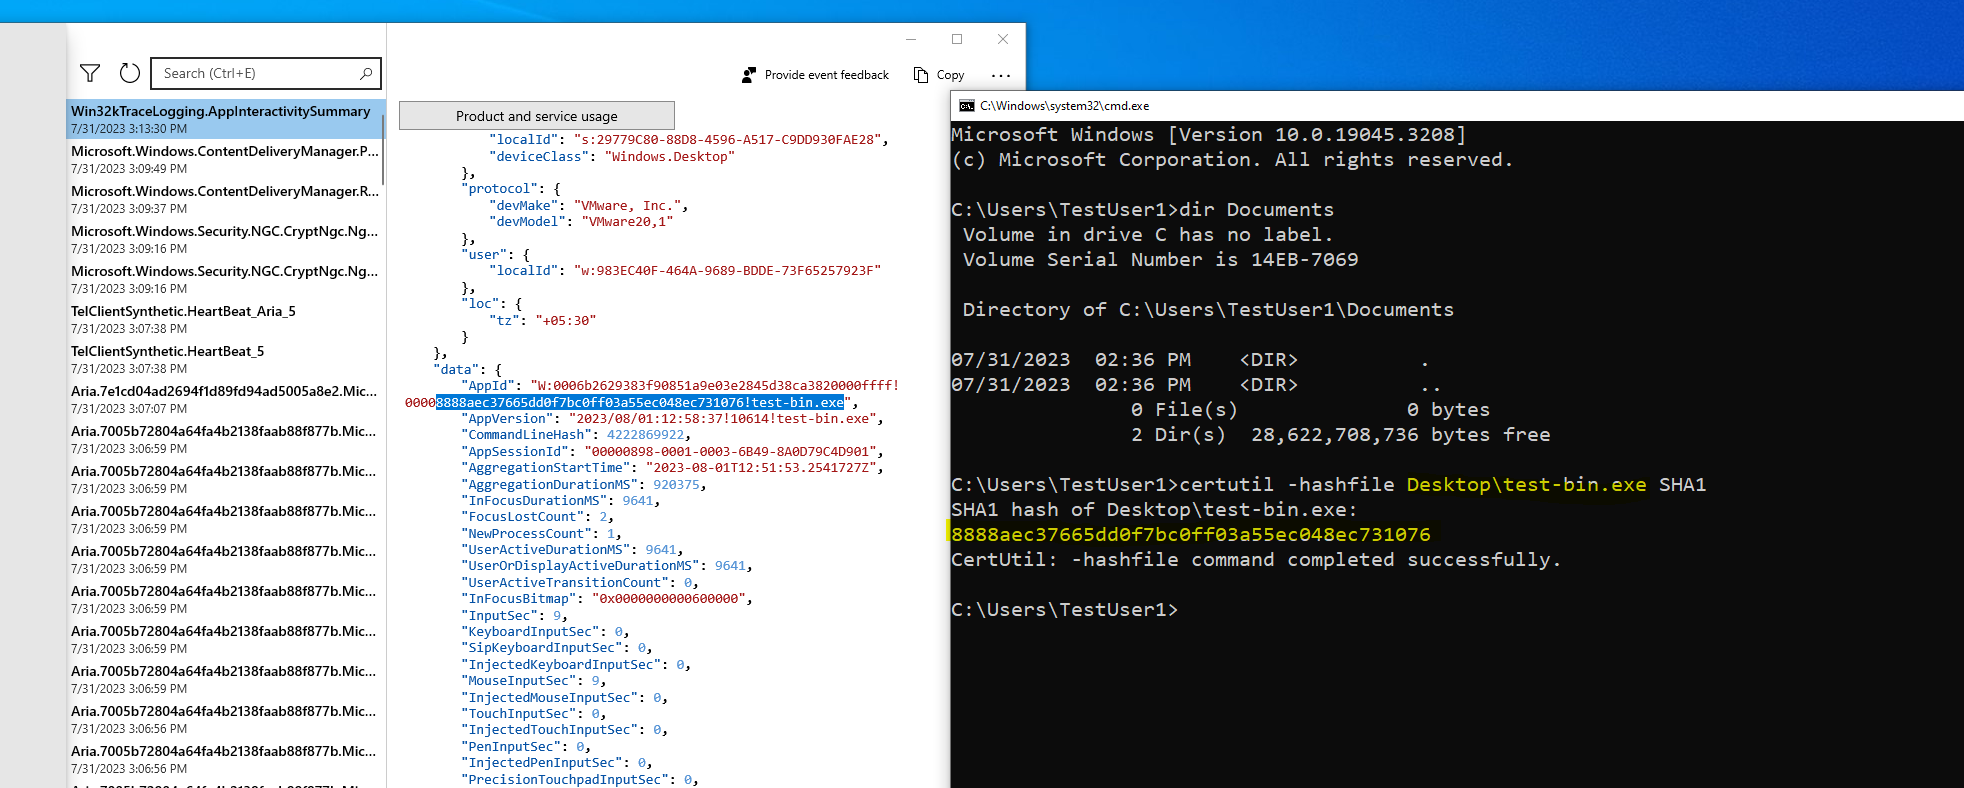 Search (Ctrl+E)
Win32kTraceLogging.AppInteractivitySummary
7/31/2023 3:13:30 PM
Microsoft.Windows.ContentDeliveryManager.P...
7/31/2023 3:09:49 PM
Microsoft.Windows.ContentDeliveryManager.R...
7/31/2023 3:09:37 PM
Microsoft.Windows.Security.NGC.CryptNgc.Ng...
7/31/2023 3:09:16 PM
Microsoft.Windows.Security.NGC.CryptNgc.Ng...
7/31/2023 3:09:16 PM
TelClientSynthetic.HeartBeat_Aria_5
7/31/2023 3:07:38 PM
TelClientSynthetic.HeartBeat_5
7/31/2023 3:07:38 PM
Aria.7e1cd04ad2694f1d89fd94ad5005a8e2.Mic...
7/31/2023 3:07:07 PM
Aria.7005b72804a64fa4b2138faab88f877b.Mic...
7/31/2023 3:06:59 PM
Aria.7005b72804a64fa4b2138faab88f877b.Mic...
7/31/2023 3:06:59 PM
Aria.7005b72804a64fa4b2138faab88f877b.Mic...
7/31/2023 3:06:59 PM
Aria.7005b72804a64fa4b2138faab88f877b.Mic...
7/31/2023 3:06:59 PM
Aria.7005b72804a64fa4b2138faab88f877b.Mic...
7/31/2023 3:06:59 PM
Aria.7005b72804a64fa4b2138faab88f877b.Mic...
7/31/2023 3:06:59 PM
Aria.7005b72804a64fa4b2138faab88f877b.Mic...
7/31/2023 3:06:59 PM
Aria.7005b72804a64fa4b2138faab88f877b.Mic...
7/31/2023 3:06:56 PM
Aria.7005b72804a64fa4b2138faab88f877b.Mic...
7/31/2023 3:06:56 PM
Provide event feedback
Copy
...
Product and service usage
"localId": "s:29779C80-88D8-4596-A517-C9DD930FAE28",
"deviceClass": "Windows.Desktop"
},
"protocol": {
"devMake": "VMware, Inc.",
"devModel": "VMware20,1"
},
"user": {
"localId": "w:983EC40F-464A-9689-BDDE-73F65257923F"
},
"loc": {
"tz": "+05:30"
}
},
"data": {
"AppId": "W:0006b2629383f90851a9e03e2845d38ca3820000ffff!
00008888aec37665dd0f7bc0ff03a55ec048ec731076!test-bin.exe",
"AppVersion": "2023/08/01:12:58:37!10614!test-bin.exe",
"CommandLineHash": 4222869922,
"AppSessionId": "00000898-0001-0003-6B49-8A0D79C4D901",
"AggregationStartTime": "2023-08-01T12:51:53.2541727Z",
"AggregationDurationMS": 920375,
"InFocusDurationMS": 9641,
"FocusLostCount": 2,
"NewProcessCount": 1,
"UserActiveDurationMS": 9641,
"UserOrDisplayActiveDurationMS": 9641,
"UserActiveTransitionCount": 0,
"InFocusBitmap": "0x0000000000600000",
"InputSec": 9,
"KeyboardInputSec": 0,
"SipKeyboardInputSec": 0,
"InjectedKeyboardInputSec": 0,
"MouseInputSec": 9,
"InjectedMouseInputSec": 0,
"TouchInputSec": 0,
"InjectedTouchInputSec": 0,
"PenInputSec": 0,
"InjectedPenInputSec": 0,
"PrecisionTouchpadInputSec": 0,
C:\Windows\system32\cmd.exe
Microsoft Windows [Version 10.0.19045.3208]
(c) Microsoft Corporation. All rights reserved.
C:\Users\TestUser1>dir Documents
Volume in drive C has no label.
Volume Serial Number is 14EB-7069
Directory of C:\Users\TestUser1\Documents
07/31/2023 02:36 PM <DIR> .
07/31/2023 02:36 PM <DIR> ..
0 File(s) 0 bytes
2 Dir(s) 28,622,708,736 bytes free
C:\Users\TestUser1>certutil -hashfile Desktop\test-bin.exe SHA1
SHA1 hash of Desktop\test-bin.exe:
8888aec37665dd0f7bc0ff03a55ec048ec731076
CertUtil: -hashfile command completed successfully.
C:\Users\TestUser1>